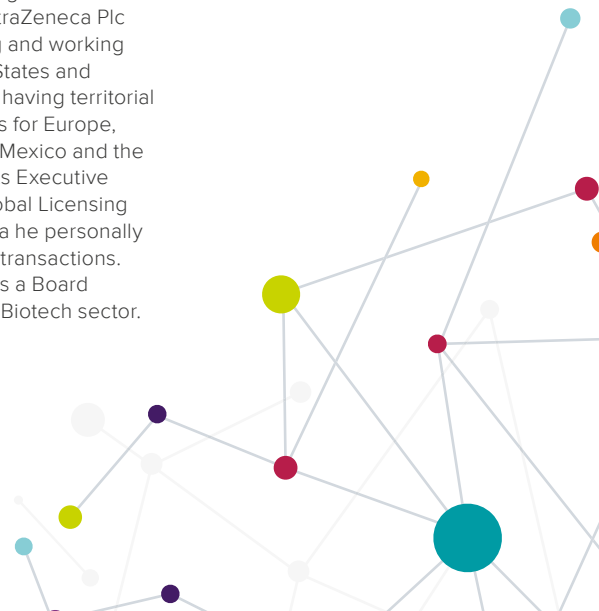 traZeneca Plc
and working
States and
having territorial
s for Europe,
Mexico and the
s Executive
obal Licensing
a he personally
transactions.
s a Board
Biotech sector.